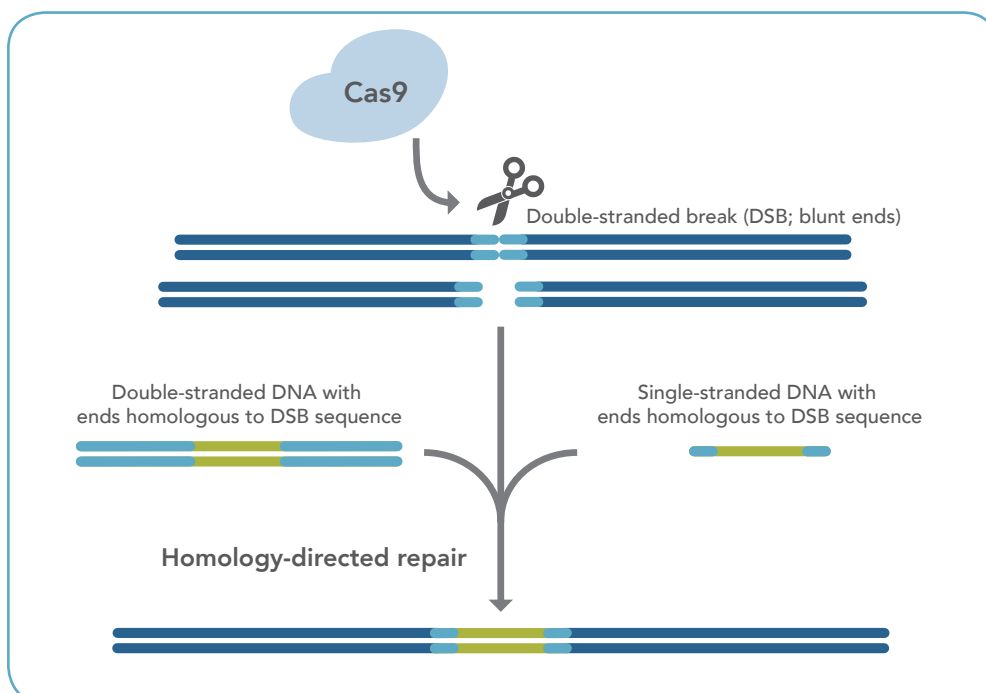 Cas9
Double-stranded break (DSB; blunt ends)
Double-stranded DNA with
ends homologous to DSB sequence
Single-stranded DNA with
ends homologous to DSB sequence
Homology-directed repair